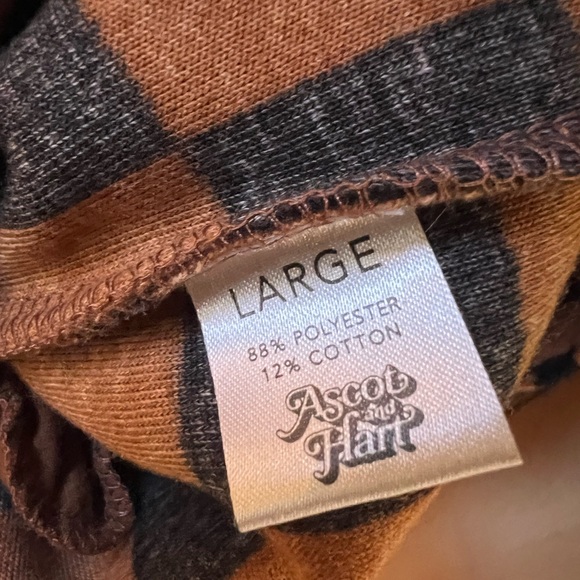 LARGE
88% POLYESTER
12% COTTON
Ascot
and
Hart